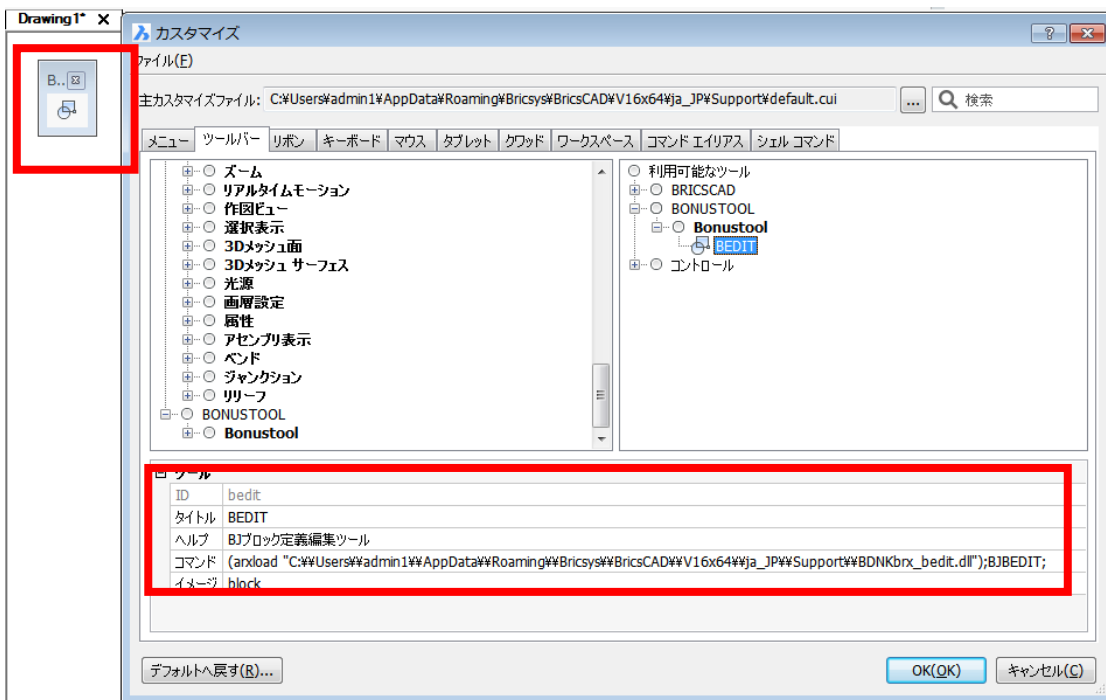 Drawing1*
カスタマイズ
B..
ファイル(F)
主カスタマイズファイル: C:¥Users¥admin1¥AppData¥Roaming¥Bricsys¥BricsCAD¥V16x64¥ja_JP¥Support¥default.cui
...
検索
メニュー ツールバー リボン キーボード マウス タブレット クワッド ワークスペース コマンド エイリアス シェル コマンド
ズーム
リアルタイムモーション
作図ビュー
選択表示
3Dメッシュ面
3Dメッシュ サーフェス
光源
画層設定
属性
アセンブリ表示
ベンド
ジャンクション
リリーフ
BONUSTOOL
Bonustool
利用可能なツール
BRICSCAD
BONUSTOOL
Bonustool
BEDIT
コントロール
ツール
ID bedit
タイトル BEDIT
ヘルプ BJブロック定義編集ツール
コマンド (arxload "C:¥¥Users¥¥admin1¥¥AppData¥¥Roaming¥¥Bricsys¥¥BricsCAD¥¥V16x64¥¥ja_JP¥¥Support¥¥BDNKbrx_bedit.dll");BJBEDIT;
イメージ block
デフォルトへ戻す(R)...
OK(OK)
キャンセル(C)